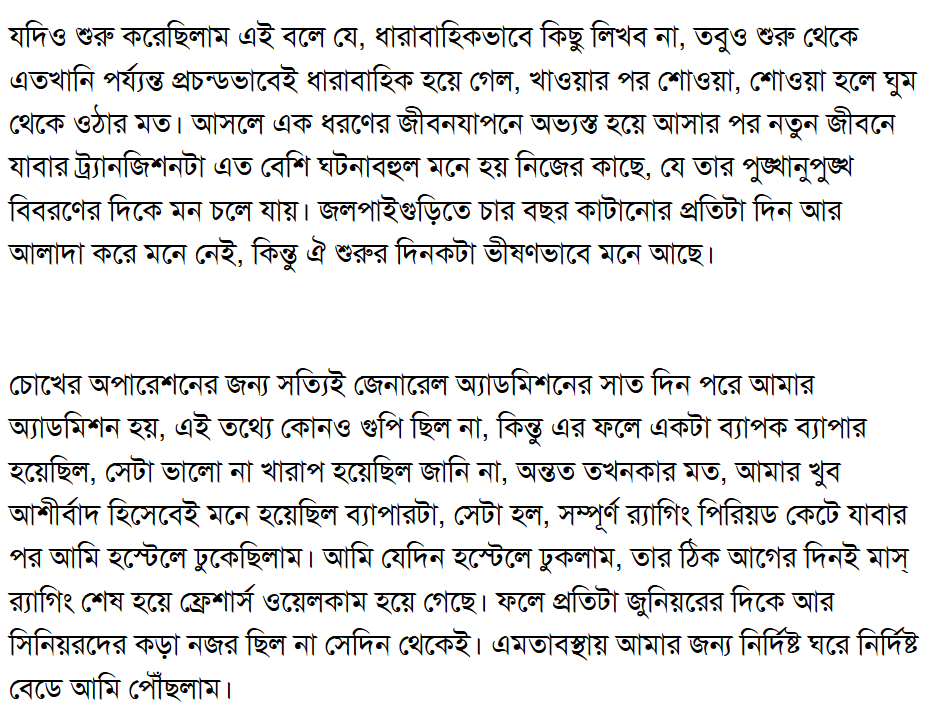 যদিও শুরু করেছিলাম এই বলে যে, ধারাবাহিকভাবে কিছু লিখব না, তবুও শুরু থেকে
এতখানি পর্য্যন্ত প্রচন্ডভাবেই ধারাবাহিক হয়ে গেল, খাওয়ার পর শোওয়া, শোওয়া হলে ঘুম
থেকে ওঠার মত। আসলে এক ধরণের জীবনযাপনে অভ্যস্ত হয়ে আসার পর নতুন জীবনে
যাবার ট্র্যানজিশনটা এত বেশি ঘটনাবহুল মনে হয় নিজের কাছে, যে তার পুঙ্খানুপুঙ্খ
বিবরণের দিকে মন চলে যায়। জলপাইগুড়িতে চার বছর কাটানোর প্রতিটা দিন আর
আলাদা করে মনে নেই, কিন্তু ঐ শুরুর দিনকটা ভীষণভাবে মনে আছে।
চোখের অপারেশনের জন্য সত্যিই জেনারেল অ্যাডমিশনের সাত দিন পরে আমার
অ্যাডমিশন হয়, এই তথ্যে কোনও গুপি ছিল না, কিন্তু এর ফলে একটা ব্যাপক ব্যাপার
হয়েছিল, সেটা ভালো না খারাপ হয়েছিল জানি না, অন্তত তখনকার মত, আমার খুব
আশীর্বাদ হিসেবেই মনে হয়েছিল ব্যাপারটা, সেটা হল, সম্পূর্ণ র‍্যাগিং পিরিয়ড কেটে যাবার
পর আমি হস্টেলে ঢুকেছিলাম। আমি যেদিন হস্টেলে ঢুকলাম, তার ঠিক আগের দিনই মাস্
র‍্যাগিং শেষ হয়ে ফ্রেশার্স ওয়েলকাম হয়ে গেছে। ফলে প্রতিটা জুনিয়রের দিকে আর
সিনিয়রদের কড়া নজর ছিল না সেদিন থেকেই। এমতাবস্থায় আমার জন্য নির্দিষ্ট ঘরে নির্দিষ্ট
বেডে আমি পৌঁছলাম।